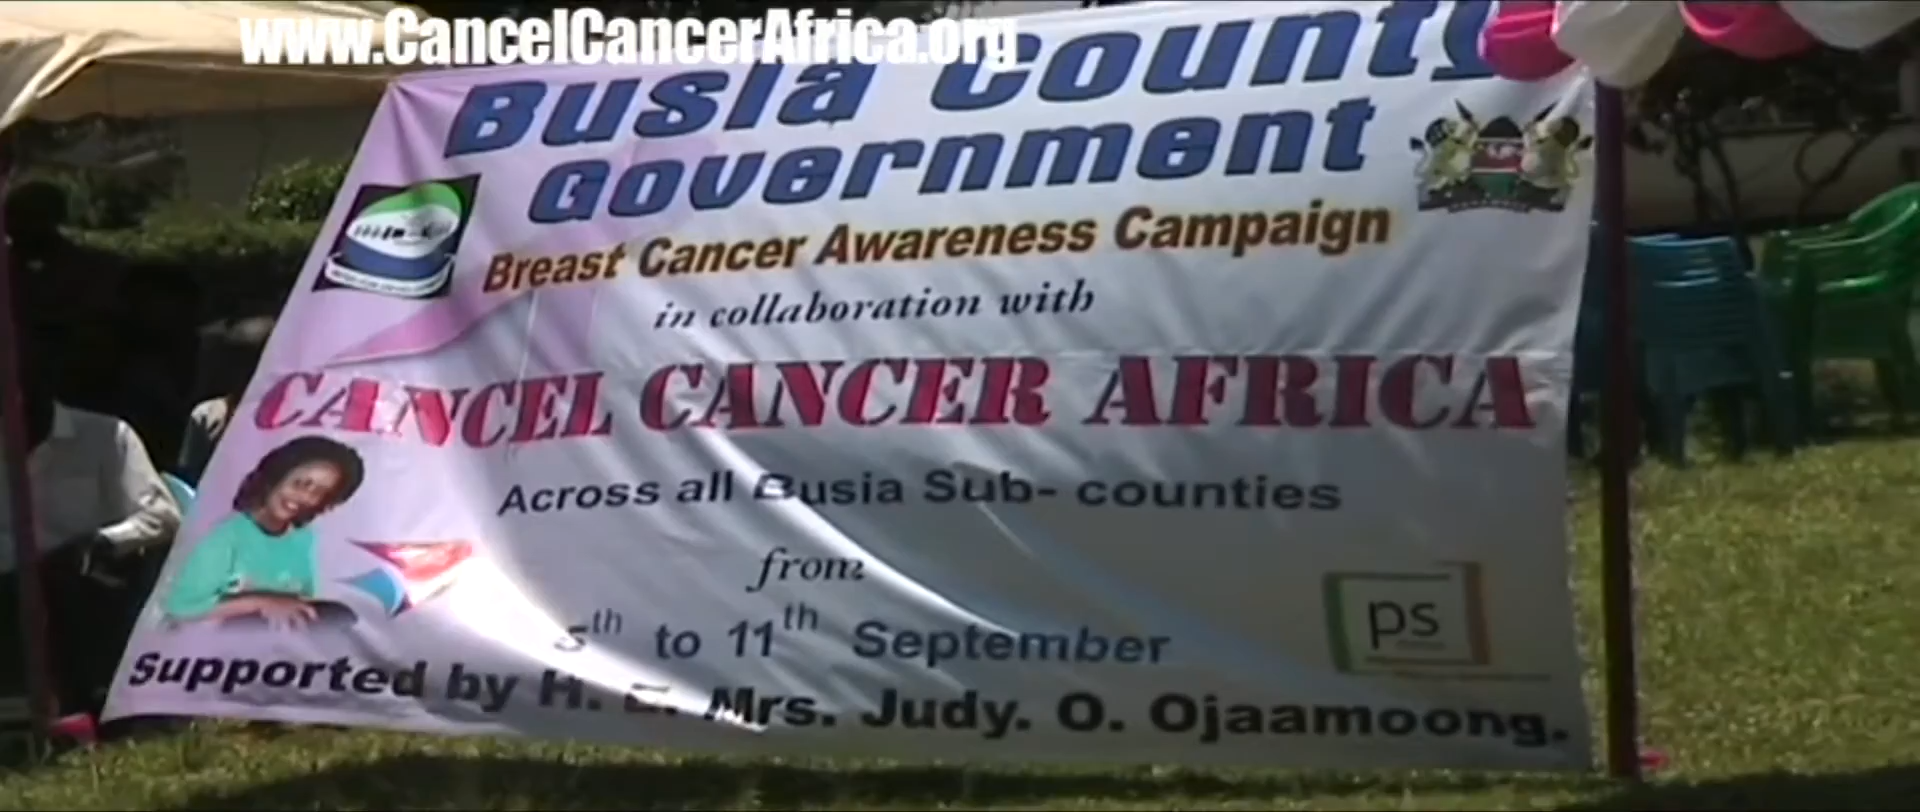 www.CancelCancerAfrica.org
Busia County
Government
Breast Cancer Awareness Campaign
in collaboration with
CANCEL CANCER AFRICA
Across all Busia Sub- counties
from
5th to 11th September
ps
Supported by H. E. Mrs. Judy. O. Ojaamoong.